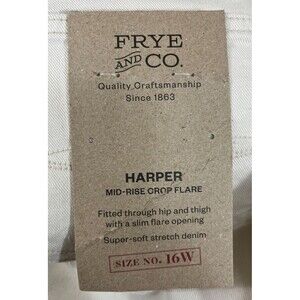 FRYE
AND CO.
Quality Craftsmanship
Since 1863
HARPER
MID-RISE CROP FLARE
Fitted through hip and thigh
with a slim flare opening
Super-soft stretch denim
SIZE NO. 16W